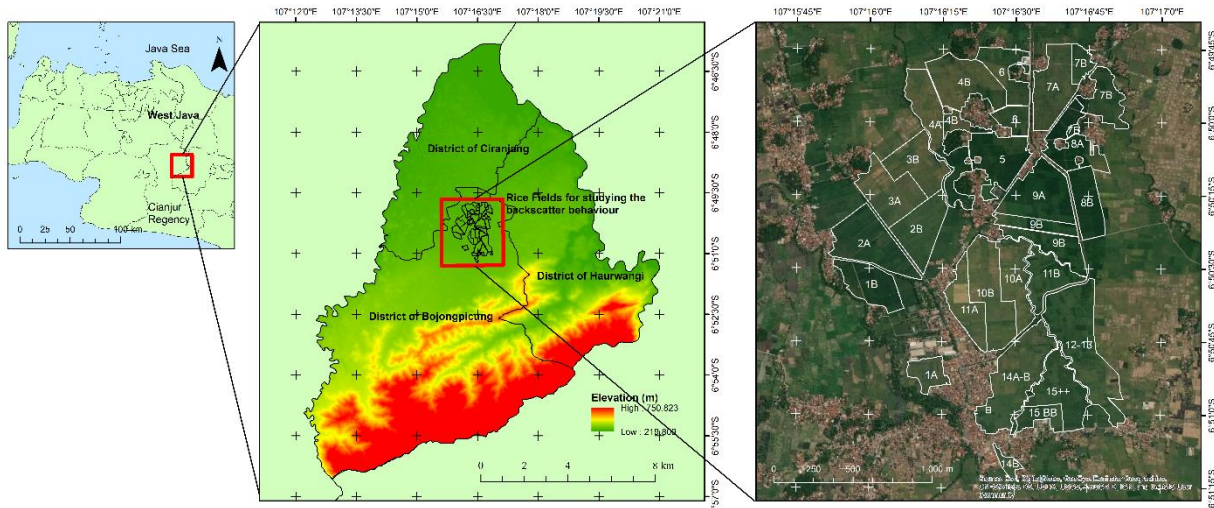 Java Sea
N
West Java
Cianjur
Regency
0 25 50 100 km
107°12'0"E 107°13'30"E 107°15'0"E 107°16'30"E 107°18'0"E 107°19'30"E 107°21'0"E
6°46'30"S
6°48'0"S
6°49'30"S
6°51'0"S
6°52'30"S
6°54'0"S
6°55'30"S
6°57'0"S
District of Ciranjang
Rice Fields for studying the
backscatter behaviour
District of Haurwangi
District of Bojongpicung
Elevation (m)
High : 750.823
Low :
0 2 4 8 km
107°15'45"E 107°16'0"E 107°16'15"E 107°16'30"E 107°16'45"E 107°17'0"E
6°49'45"S
6°50'0"S
6°50'15"S
6°50'30"S
6°50'45"S
6°51'0"S
6°51'15"S
6
7B
4B
7A
7B
4A
4B
6
7B
8A
3B
5
3A
9A
8B
2B
9B
2A
9B
11B
10A
1B
10B
11A
12-13
1A
14A-B
15++
B
15 BB
14B
0 250 500 1,000 m